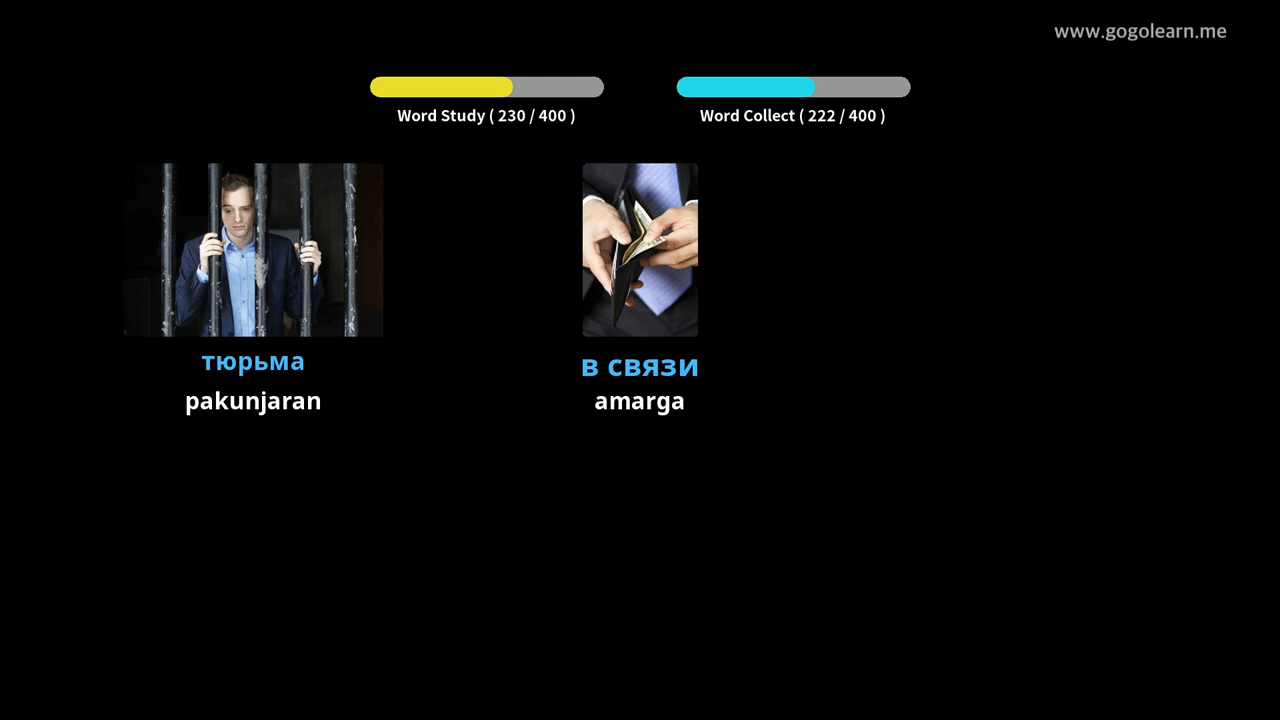 www.gogolearn.me
Word Study ( 230 / 400 )
Word Collect ( 222 / 400 )
тюрьма
pakunjaran
в связи
amarga